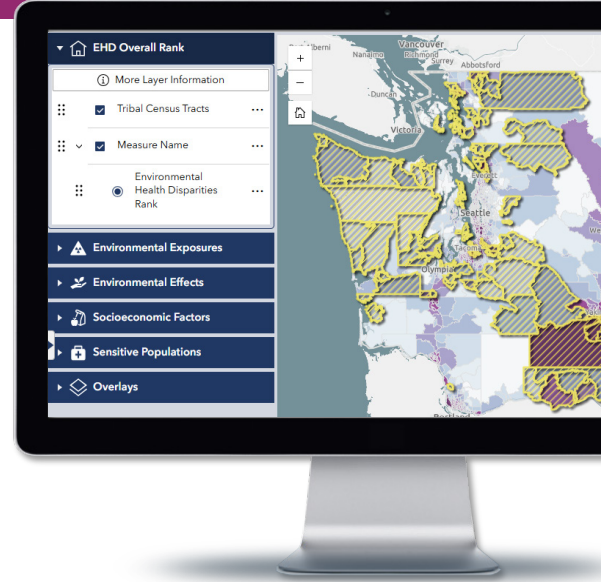 EHD Overall Rank
More Layer Information
Tribal Census Tracts
Measure Name
Environmental
Health Disparities
Rank
Environmental Exposures
Environmental Effects
Socioeconomic Factors
Sensitive Populations
Overlays
Vancouver
Nanaimo
Richmond
Surrey
Abbotsford
Duncan
Victoria
Everett
Seattle
Tacoma
Olympia
Portland